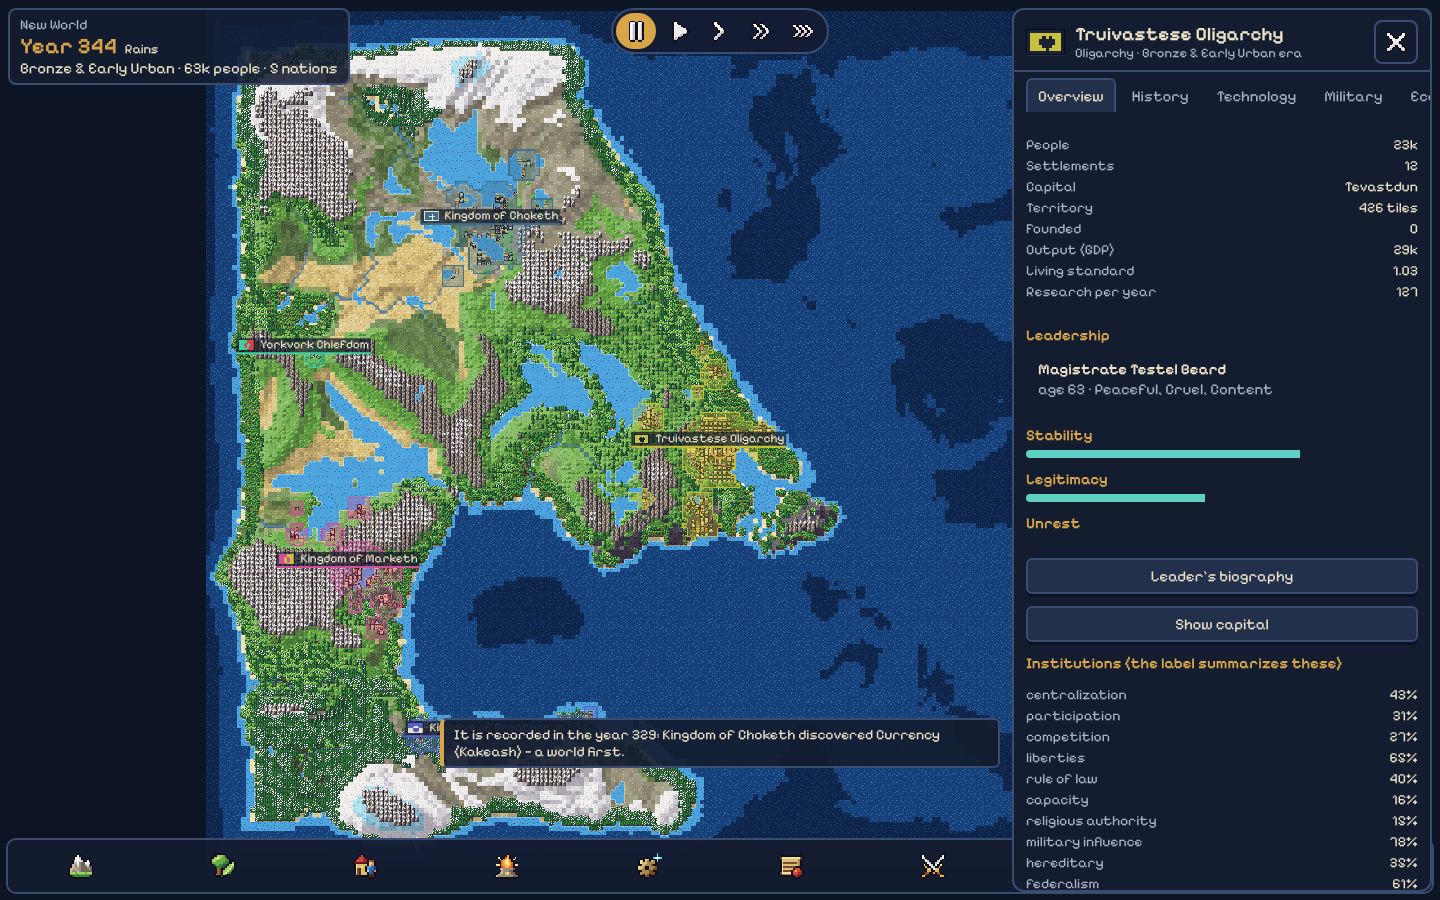 New World
Year 344 Rains
Bronze & Early Urban · 63k people · 8 nations
Truivastese Oligarchy
Oligarchy · Bronze & Early Urban era
Overview
History
Technology
Military
Ec
People 23k
Settlements 12
Capital Tevastdun
Territory 426 tiles
Founded 0
Output (GDP) 29k
Living standard 1.03
Research per year 127
Leadership
Magistrate Testel Beard
age 63 · Peaceful, Cruel, Content
Stability
Legitimacy
Unrest
Leader's biography
Show capital
Institutions (the label summarizes these)
centralization 43%
participation 31%
competition 27%
liberties 68%
rule of law 40%
capacity 16%
religious authority 18%
military influence 78%
hereditary 38%
federalism 61%
Kingdom of Choketh
Yorkvork Chiefdom
Truivastese Oligarchy
Kingdom of Marketh
Ki
It is recorded in the year 329: Kingdom of Choketh discovered Currency
(Kakeash) - a world first.